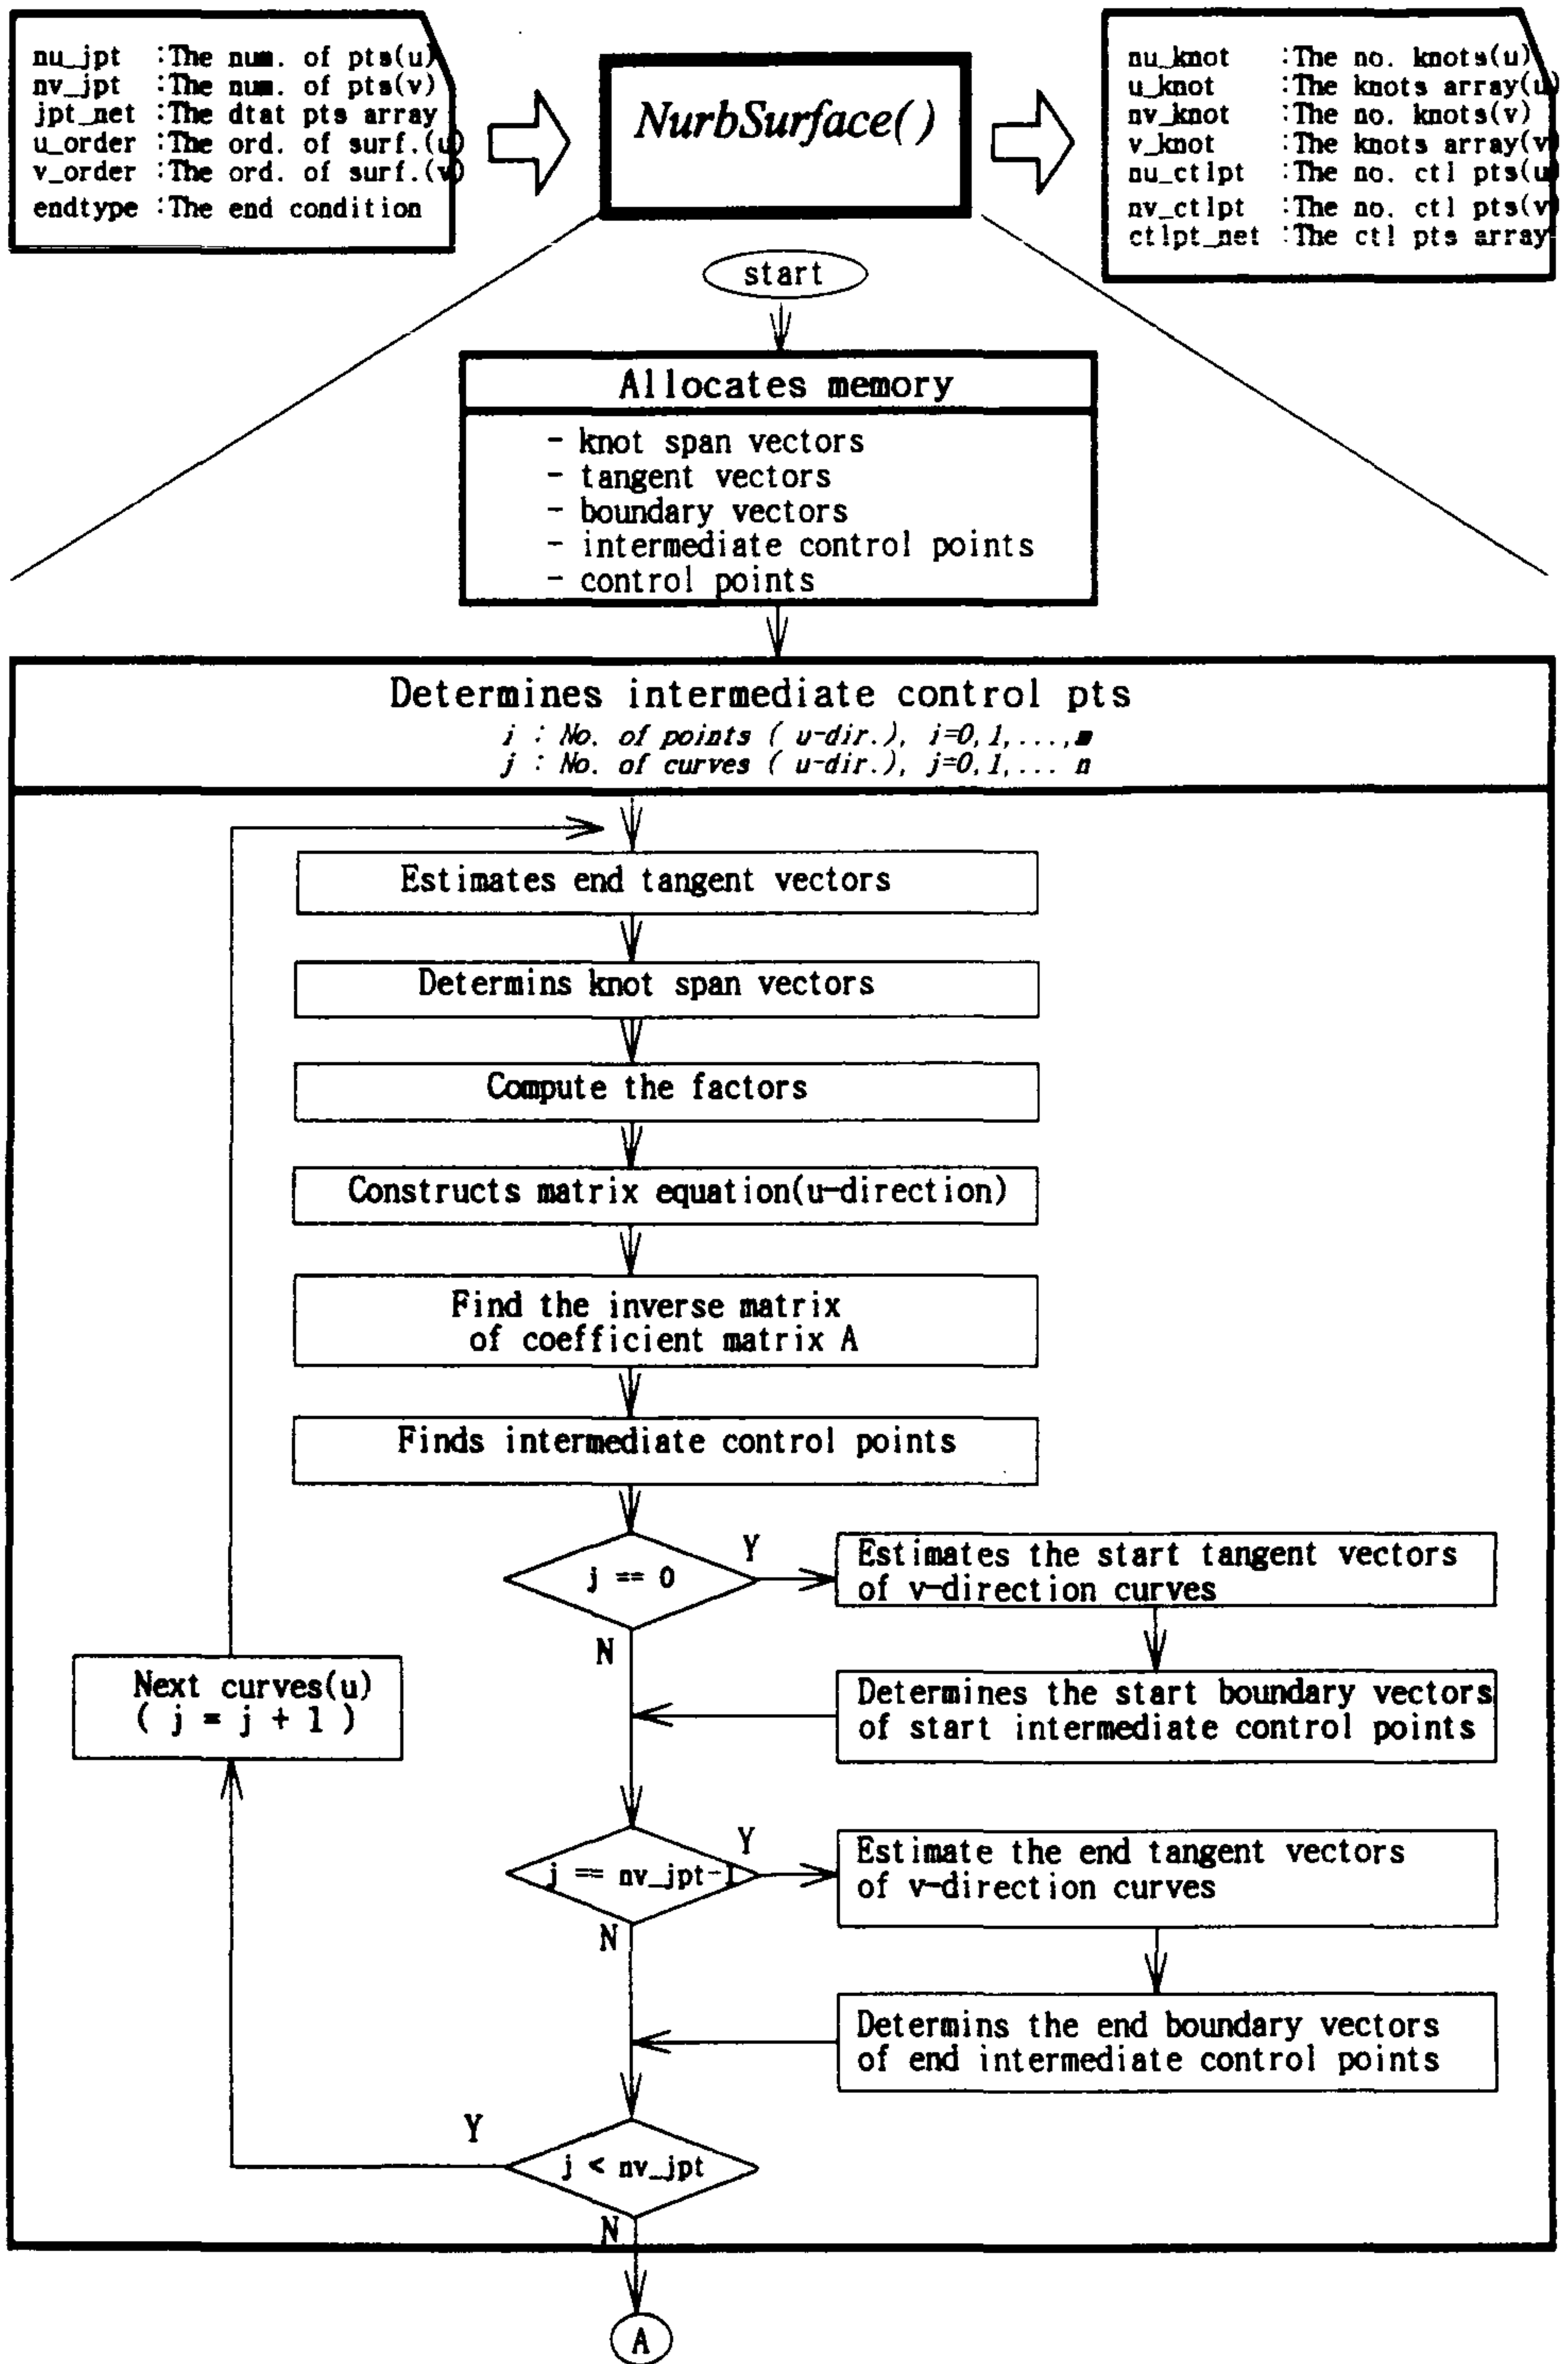 nu_jpt :The num. of pts(u)
nv_jpt :The num. of pts(v)
jpt_net :The dtat pts array
u_order :The ord. of surf.(u)
v_order :The ord. of surf.(v)
endtype :The end condition
NurbSurface()
nu_knot :The no. knots(u)
u_knot :The knots array(u)
nv_knot :The no. knots(v)
v_knot :The knots array(v)
nu_ctlpt :The no. ctl pts(u)
nv_ctlpt :The no. ctl pts(v)
ctlpt_net :The ctl pts array
start
Allocates memory
- knot span vectors
- tangent vectors
- boundary vectors
- intermediate control points
- control points
Determines intermediate control pts
i : No. of points ( u-dir.), i=0,1,...,m
j : No. of curves ( u-dir.), j=0,1,... n
Estimates end tangent vectors
Determins knot span vectors
Compute the factors
Constructs matrix equation(u-direction)
Find the inverse matrix
of coefficient matrix A
Finds intermediate control points
j == 0
Y
N
Estimates the start tangent vectors
of v-direction curves
Determines the start boundary vectors
of start intermediate control points
Next curves(u)
( j = j + 1 )
j == nv_jpt-1
Y
N
Estimate the end tangent vectors
of v-direction curves
Determins the end boundary vectors
of end intermediate control points
Y
j < nv_jpt
N
A